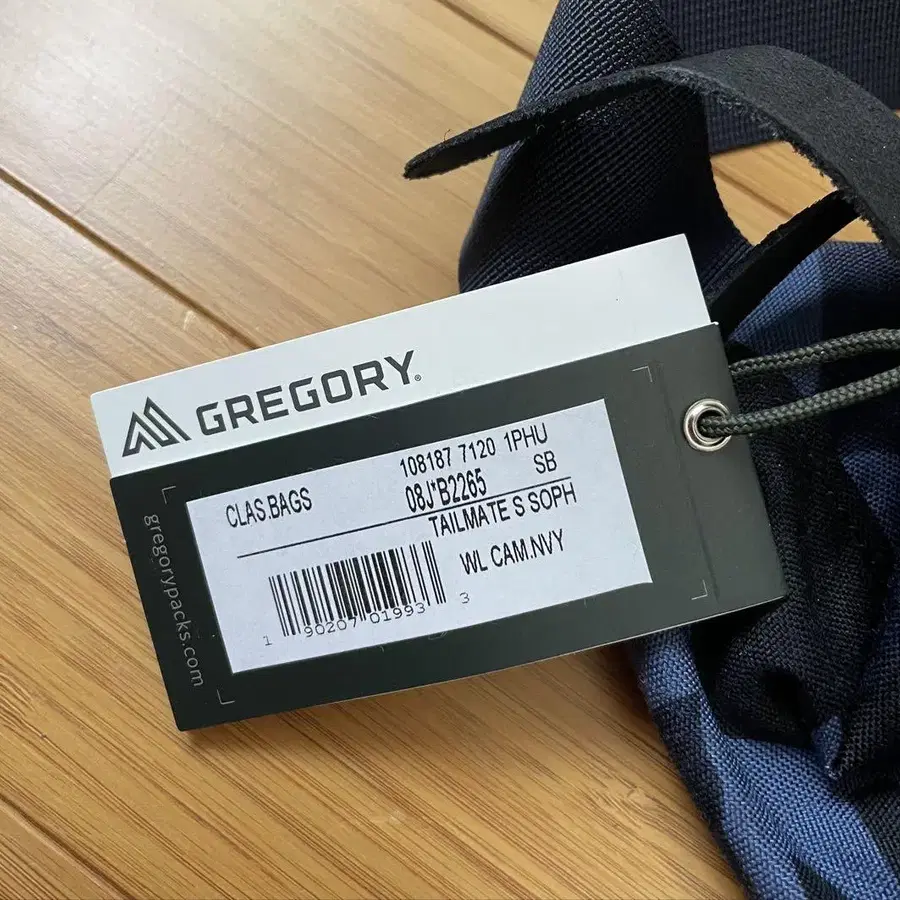 GREGORY®
108187 7120 1PHU
CLAS.BAGS 08J*B2265 SB
TAILMATE S SOPH
WL CAM.NVY
1 90207 01993 3
gregorypacks.com